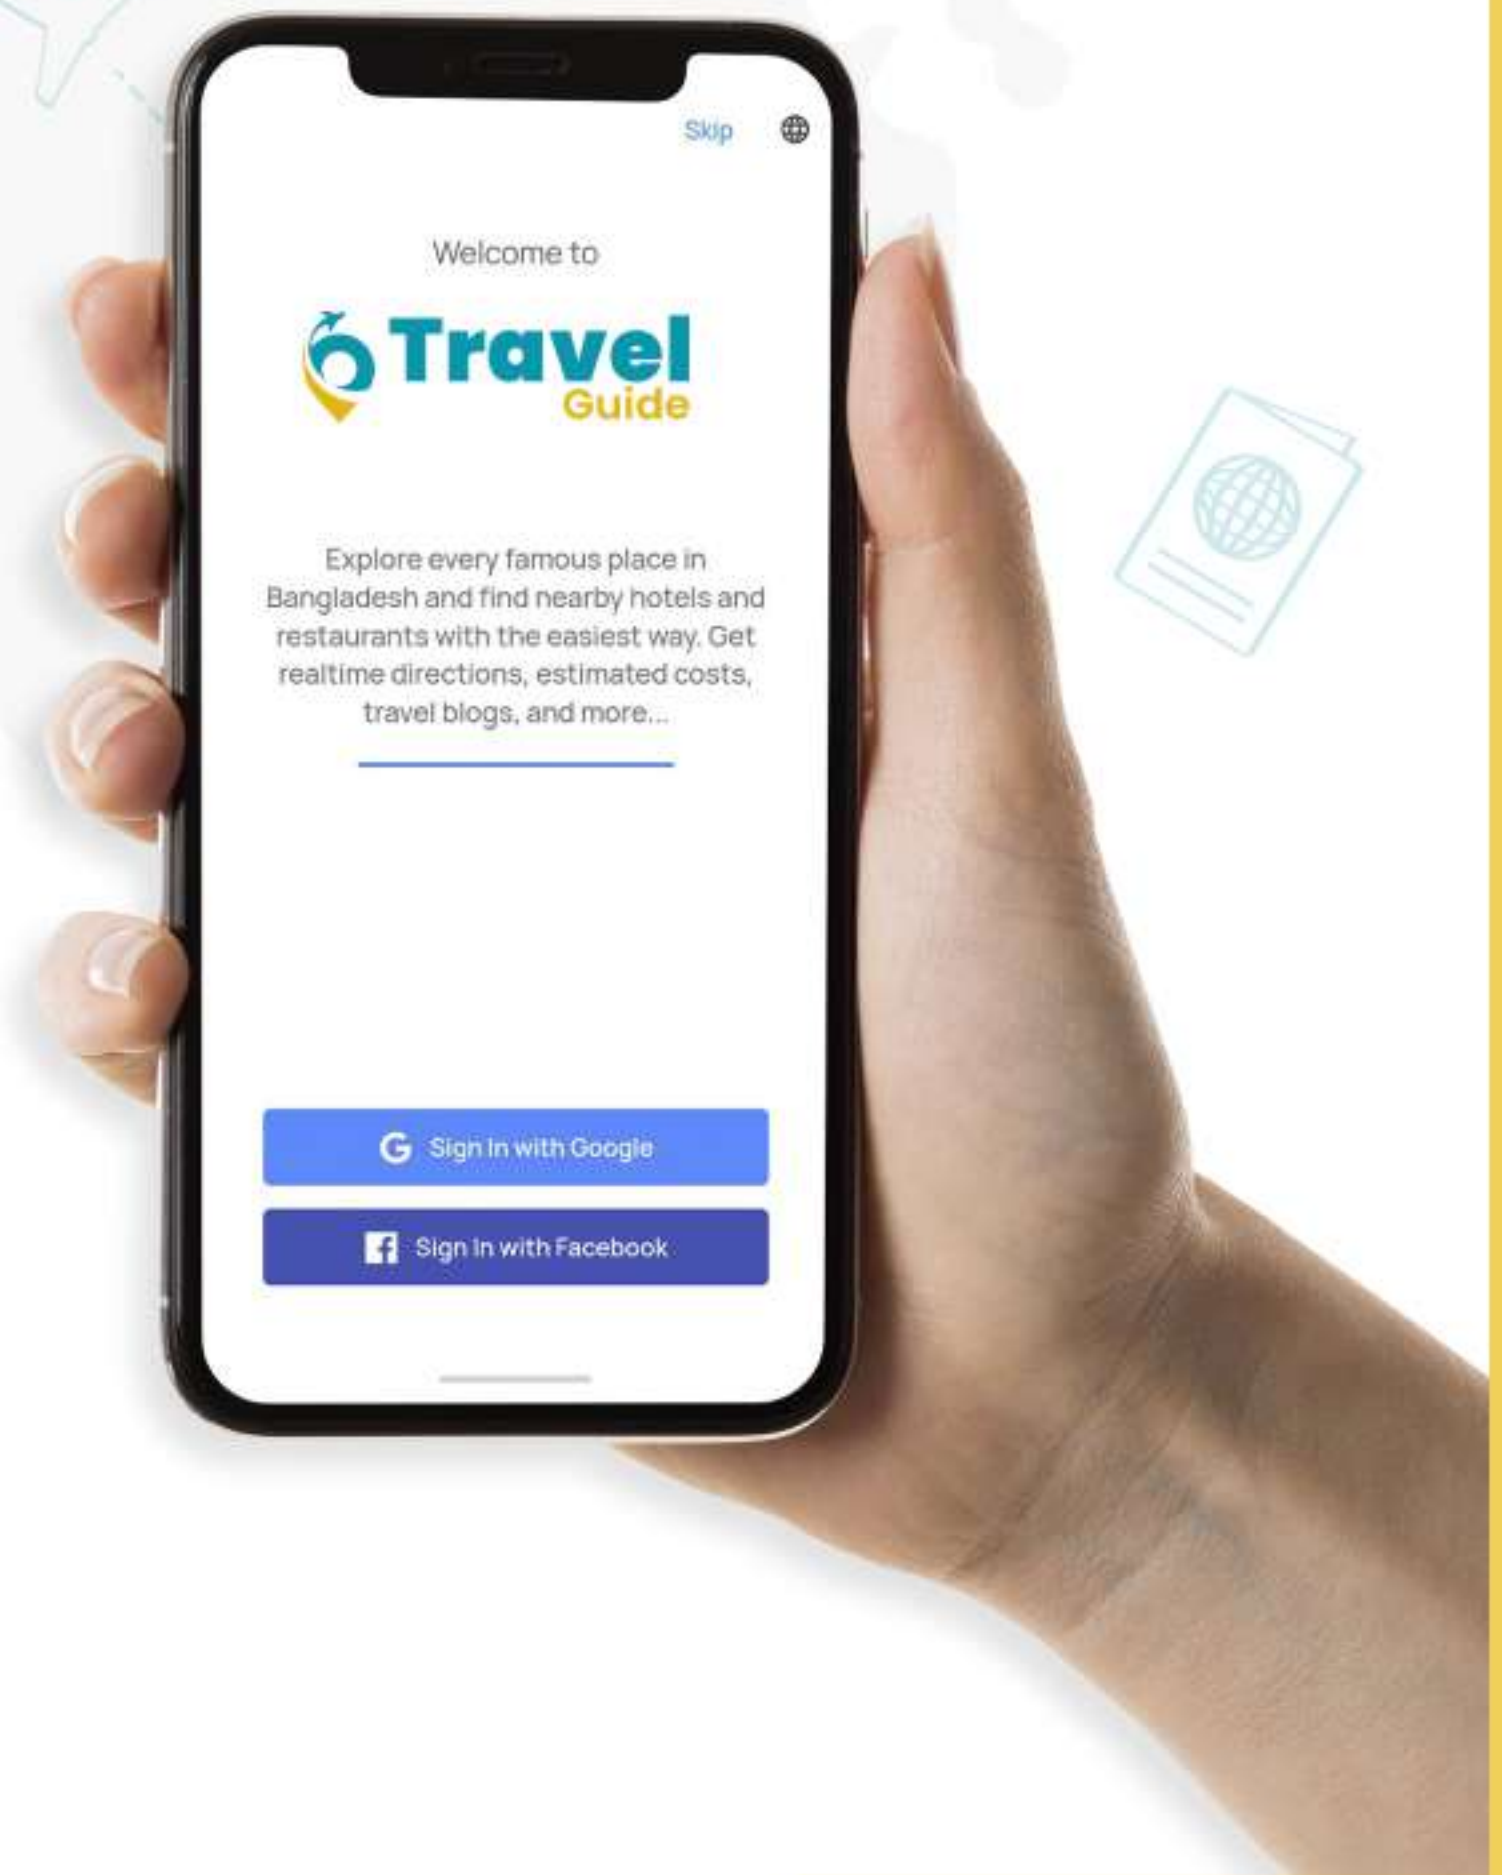 Skip
Welcome to
Travel
Guide
Explore every famous place in
Bangladesh and find nearby hotels and
restaurants with the easiest way. Get
realtime directions, estimated costs,
travel blogs, and more...
Sign In with Google
Sign In with Facebook